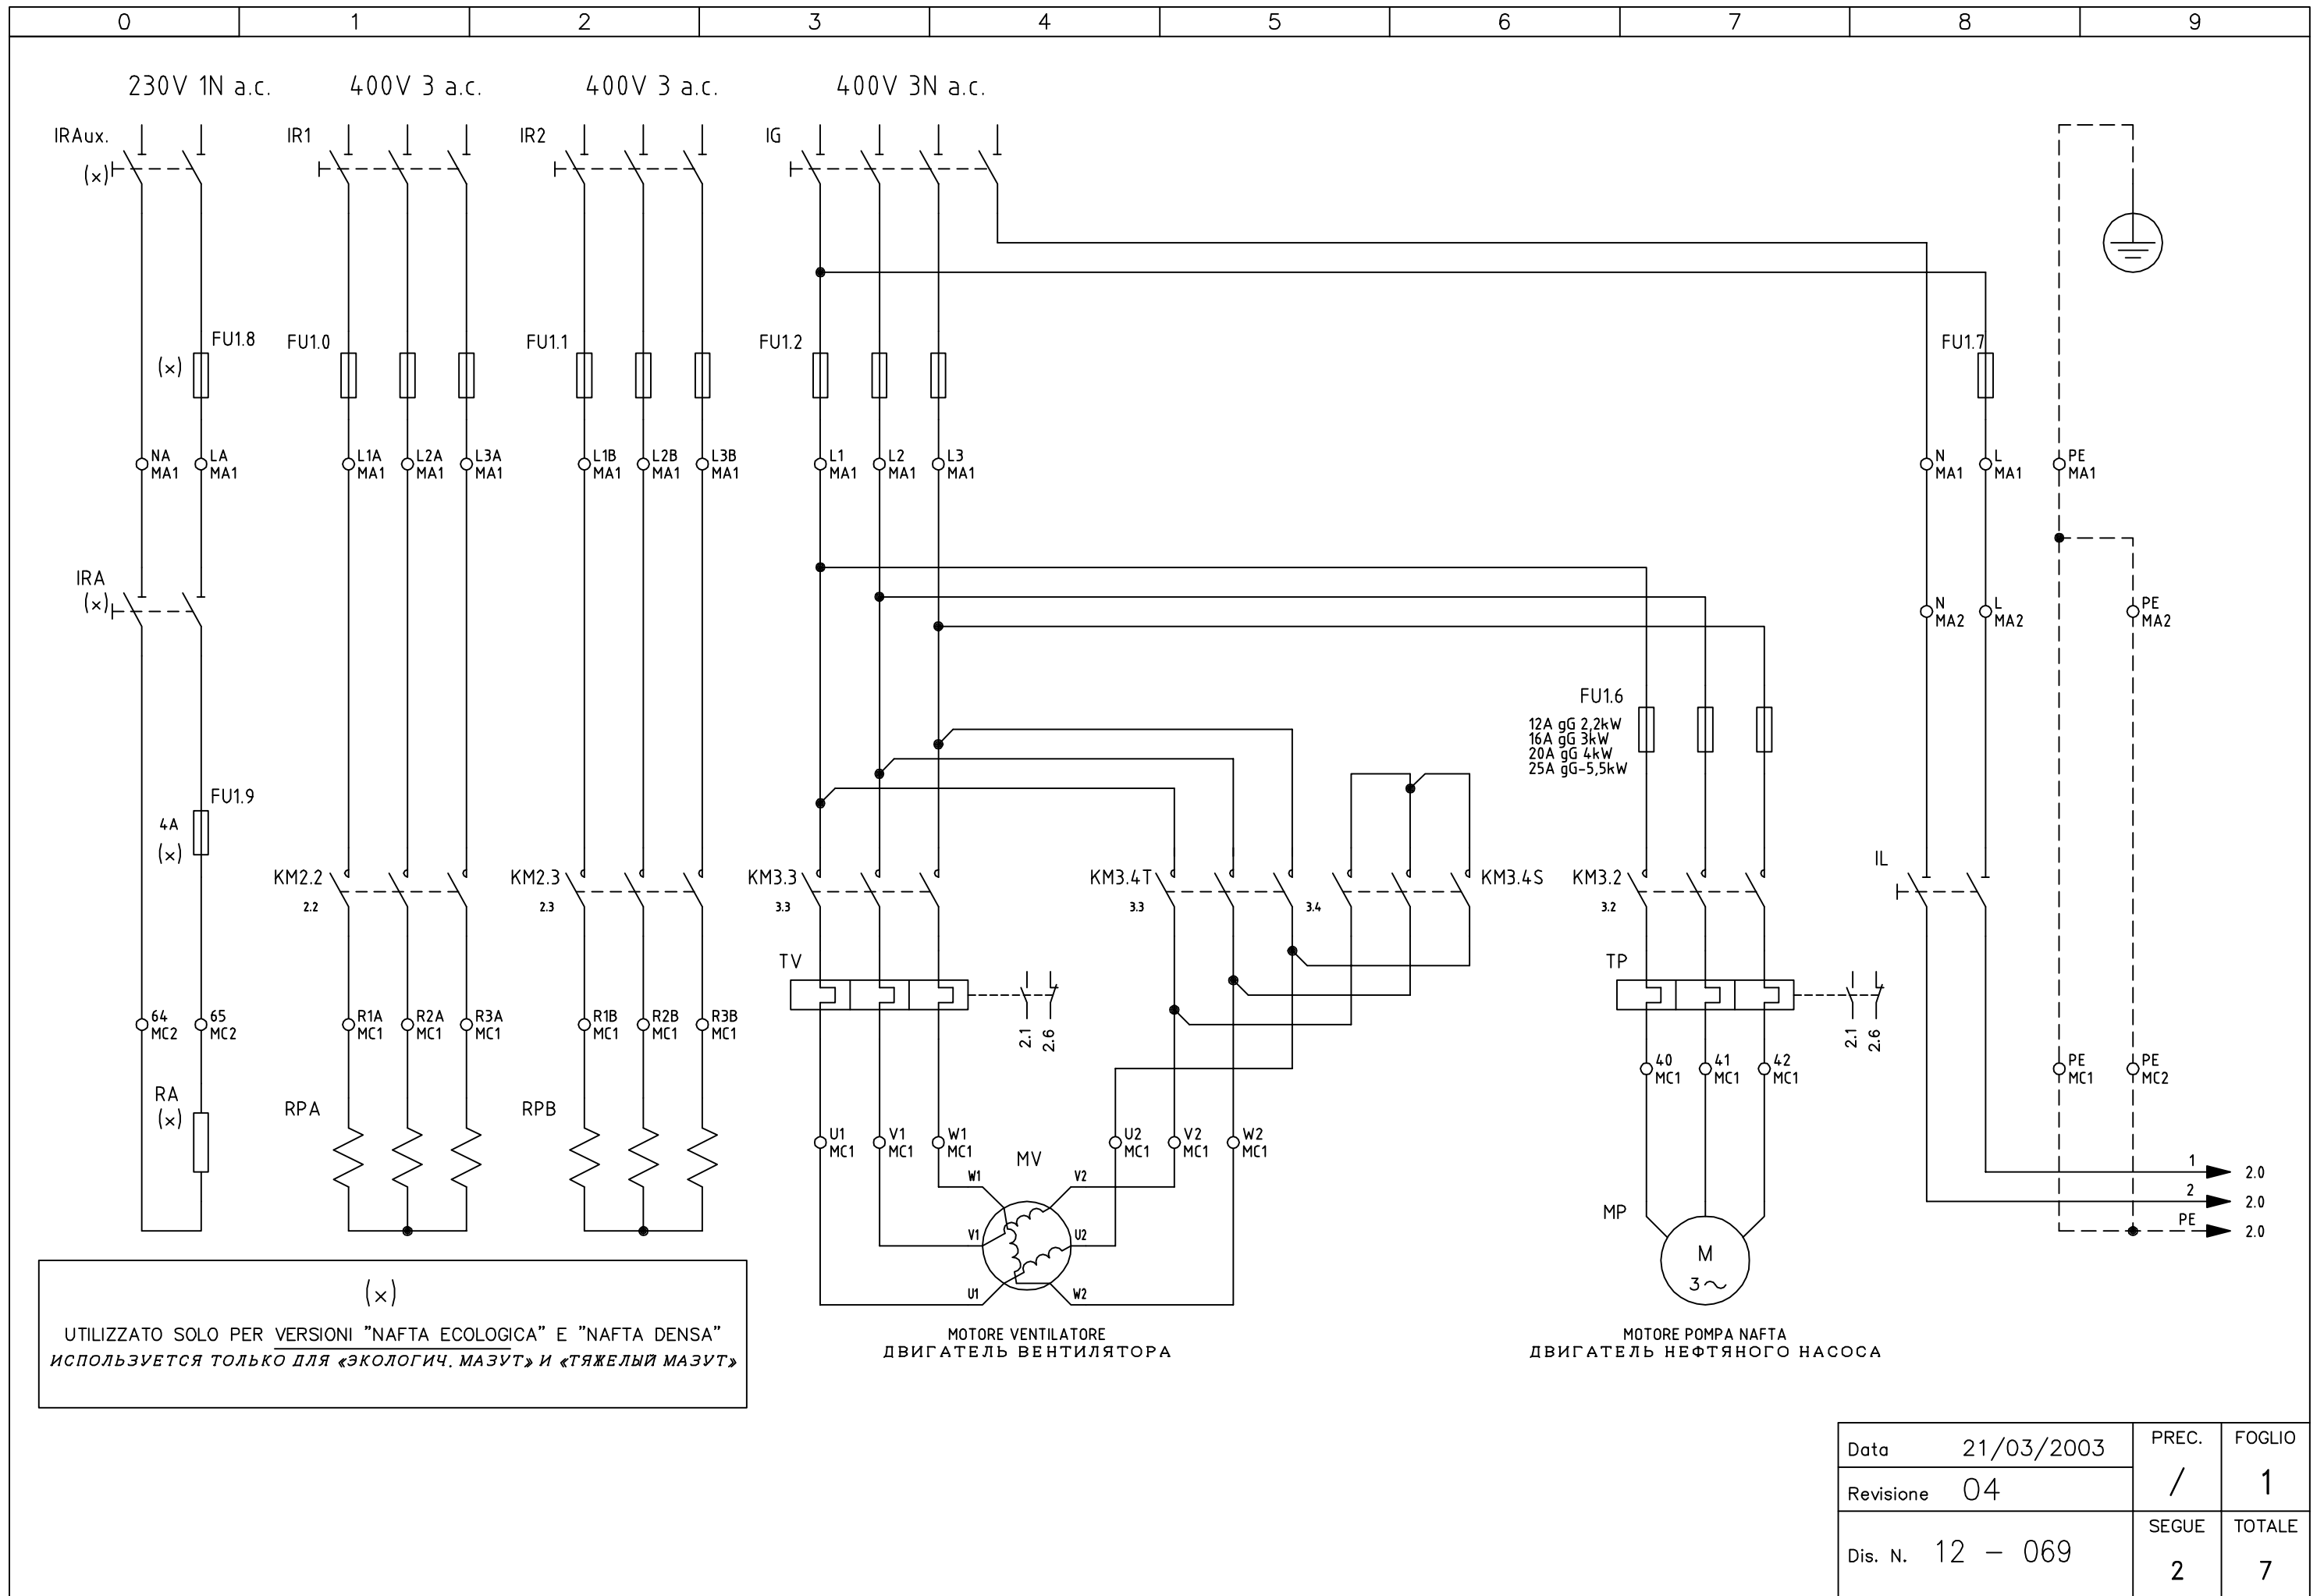 0 1 2 3 4 5 6 7 8 9
230V 1N a.c. 400V 3 a.c. 400V 3 a.c. 400V 3N a.c.
IRAux. IR1 IR2 IG
(x)
FU1.8 FU1.0 FU1.1 FU1.2 FU1.7
(x)
NA LA L1A L2A L3A L1B L2B L3B L1 L2 L3 N L PE
MA1 MA1 MA1 MA1 MA1 MA1 MA1 MA1 MA1 MA1 MA1 MA1 MA1 MA1
IRA
(x)
N L PE
MA2 MA2 MA2
FU1.6
12A gG 2,2kW
16A gG 3kW
20A gG 4kW
25A gG-5,5kW
FU1.9
4A
(x)
IL
KM2.2 KM2.3 KM3.3 KM3.4T KM3.4S KM3.2
2.2 2.3 3.3 3.3 3.4 3.2
TV TP
64 65 R1A R2A R3A R1B R2B R3B
MC2 MC2 MC1 MC1 MC1 MC1 MC1 MC1
2.1 2.6 2.1 2.6
40 41 42 PE PE
MC1 MC1 MC1 MC1 MC2
RA
(x)
RPA RPB
U1 V1 W1 U2 V2 W2
MC1 MC1 MC1 MC1 MC1 MC1
MV
W1 V2
V1 U2
U1 W2
1 2.0
2 2.0
PE 2.0
MP
M
3~
(x)
UTILIZZATO SOLO PER VERSIONI "NAFTA ECOLOGICA" E "NAFTA DENSA"
ИСПОЛЬЗУЕТСЯ ТОЛЬКО ДЛЯ «ЭКОЛОГИЧ. МАЗУТ» И «ТЯЖЕЛЫЙ МАЗУТ»
MOTORE VENTILATORE
ДВИГАТЕЛЬ ВЕНТИЛЯТОРА
MOTORE POMPA NAFTA
ДВИГАТЕЛЬ НЕФТЯНОГО НАСОСА
Data 21/03/2003
Revisione 04
Dis. N. 12 - 069
PREC. FOGLIO
/ 1
SEGUE TOTALE
2 7